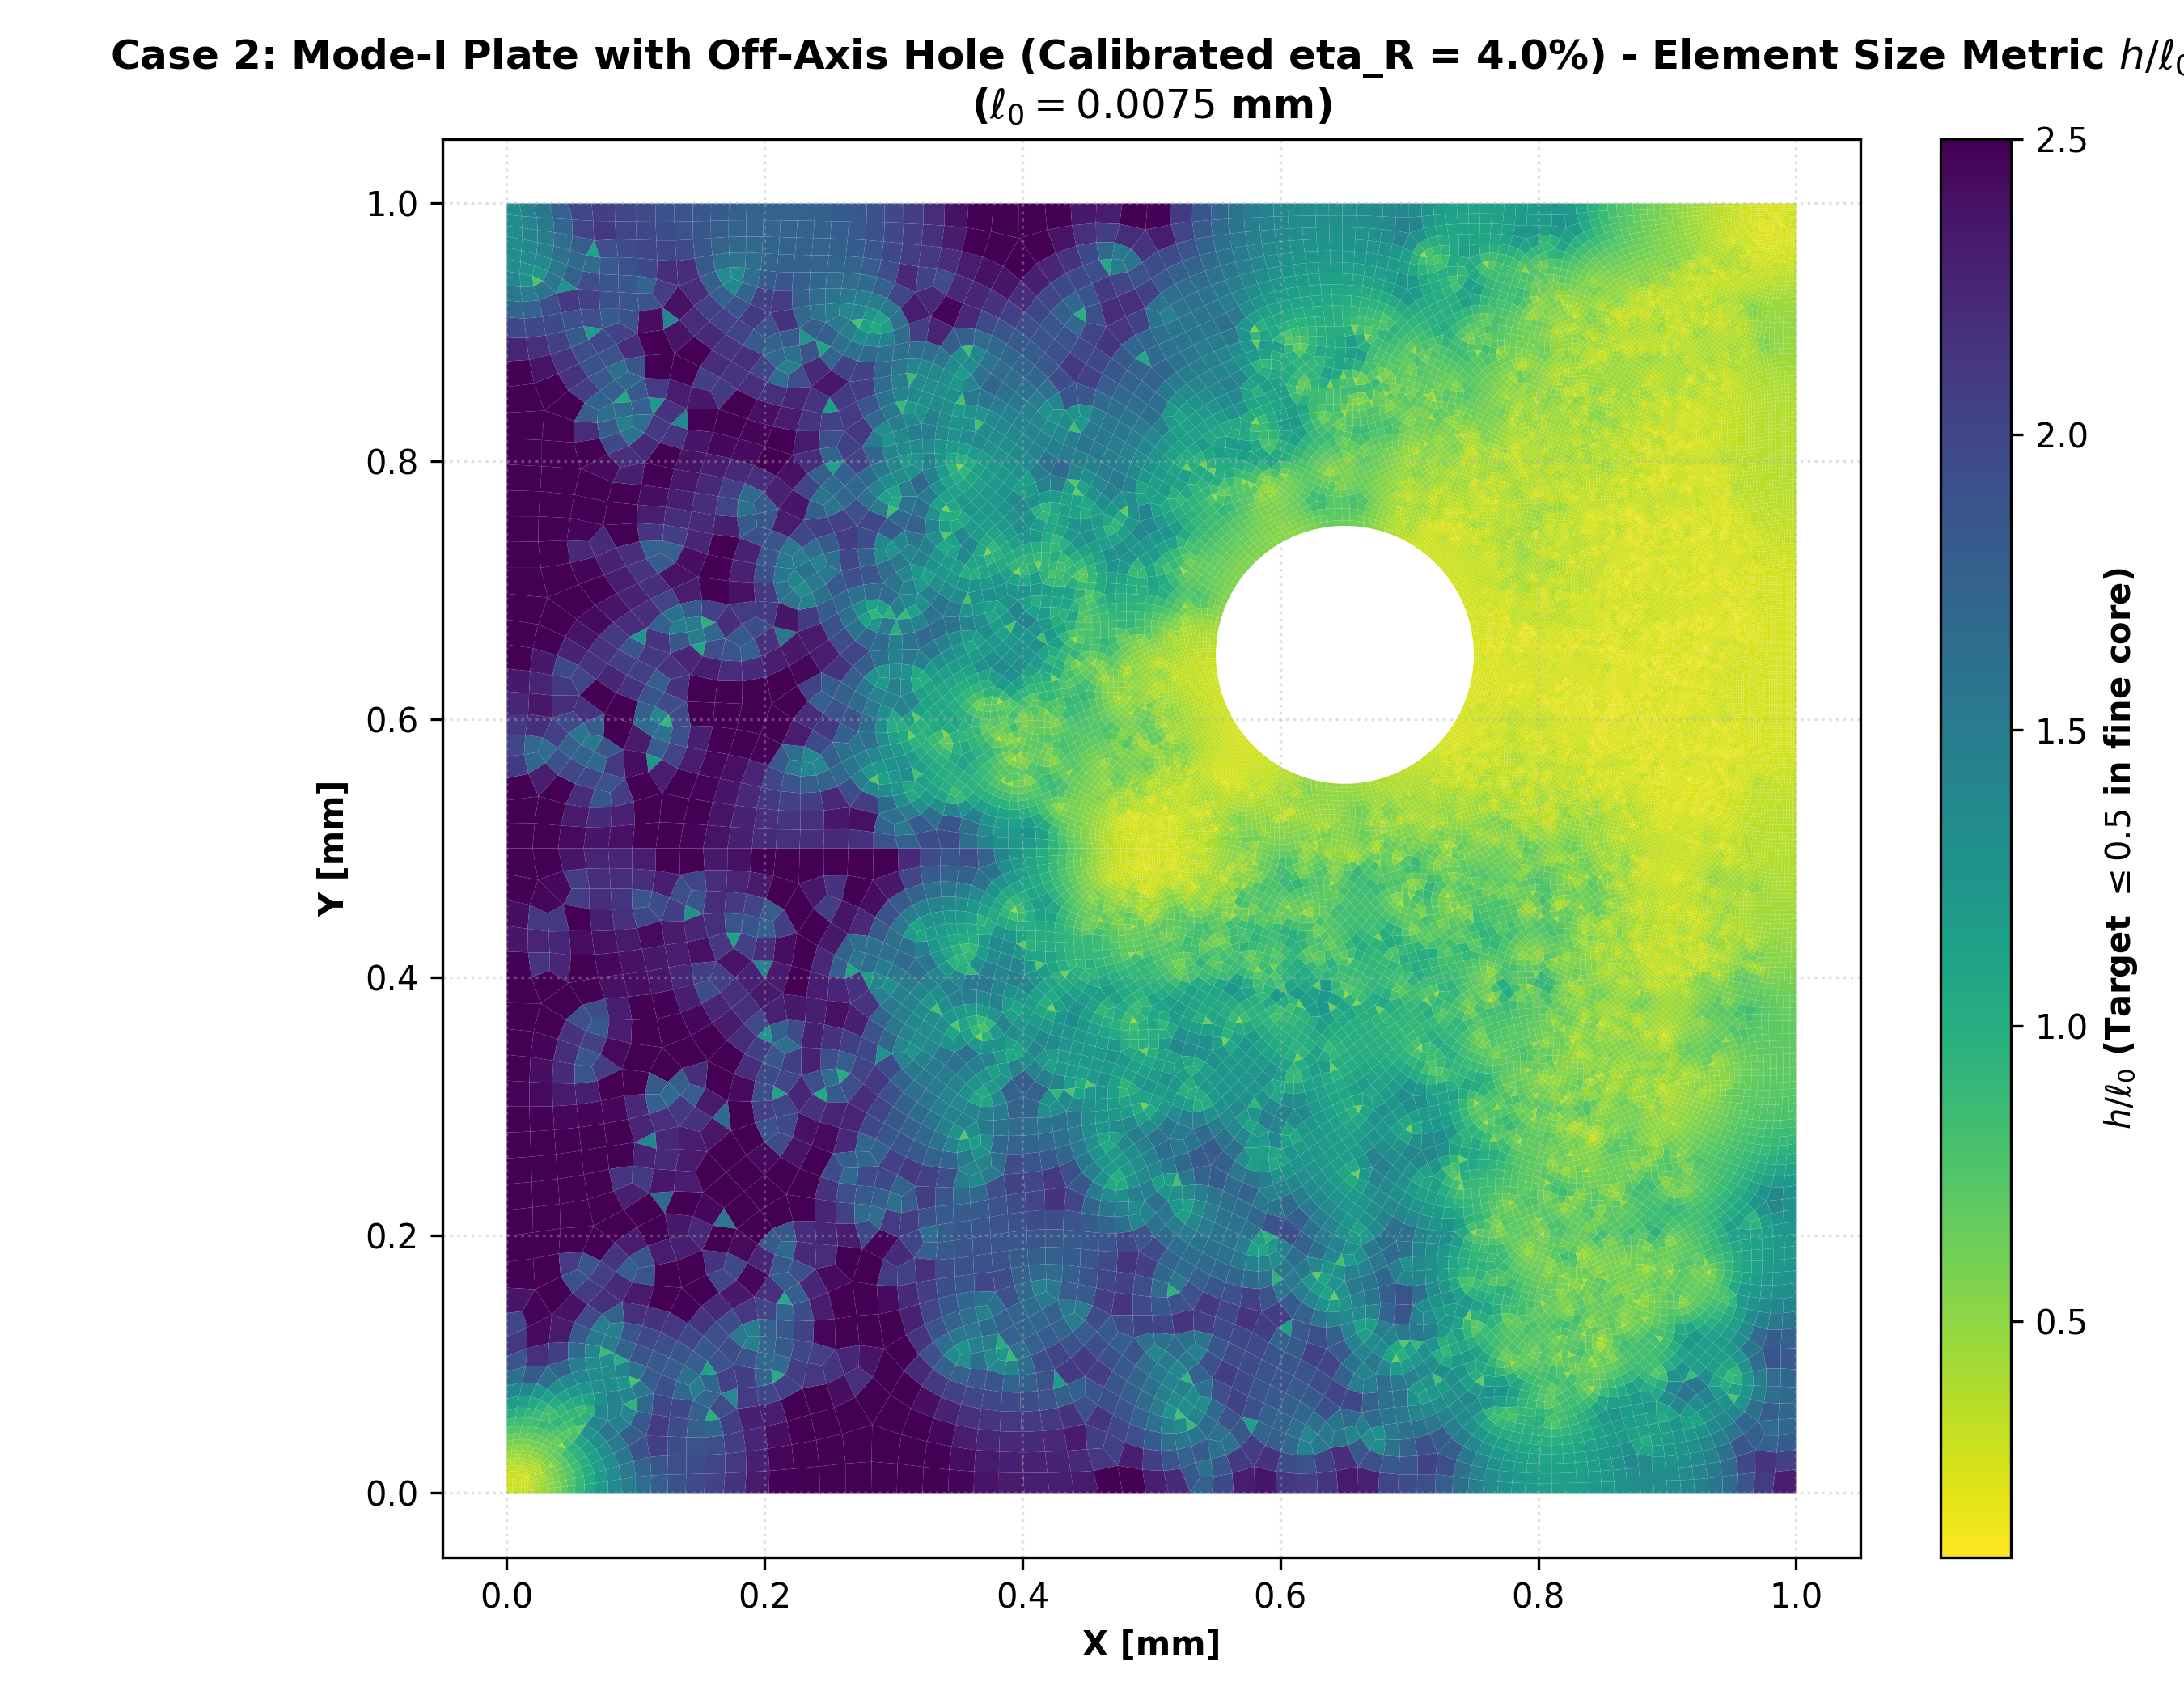 Case 2: Mode-I Plate with Off-Axis Hole (Calibrated eta_R = 4.0%) - Element Size Metric h/ℓ₀
(ℓ₀ = 0.0075 mm)
1.0
0.8
0.6
0.4
0.2
0.0
Y [mm]
0.0 0.2 0.4 0.6 0.8 1.0
X [mm]
2.5
2.0
1.5
1.0
0.5
h/ℓ₀ (Target ≤ 0.5 in fine core)